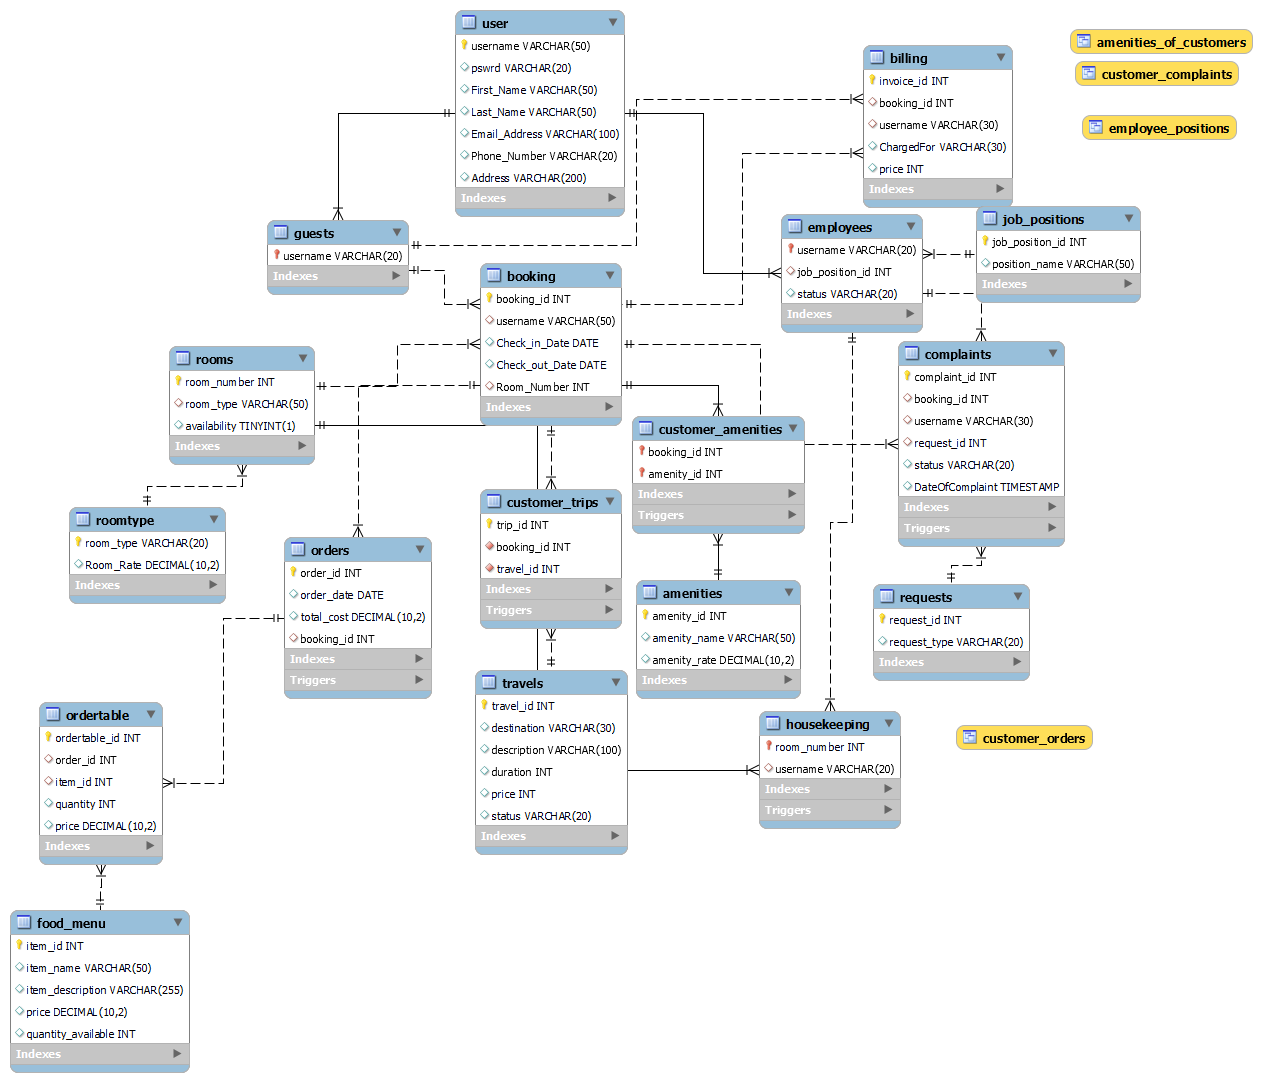 user
username VARCHAR(50)
pswrd VARCHAR(20)
First_Name VARCHAR(50)
Last_Name VARCHAR(50)
Email_Address VARCHAR(100)
Phone_Number VARCHAR(20)
Address VARCHAR(200)
Indexes
billing
invoice_id INT
booking_id INT
username VARCHAR(30)
ChargedFor VARCHAR(30)
price INT
Indexes
amenities_of_customers
customer_complaints
employee_positions
guests
username VARCHAR(20)
Indexes
booking
booking_id INT
username VARCHAR(50)
Check_in_Date DATE
Check_out_Date DATE
Room_Number INT
Indexes
employees
username VARCHAR(20)
job_position_id INT
status VARCHAR(20)
Indexes
job_positions
job_position_id INT
position_name VARCHAR(50)
Indexes
rooms
room_number INT
room_type VARCHAR(50)
availability TINYINT(1)
Indexes
complaints
complaint_id INT
booking_id INT
username VARCHAR(30)
request_id INT
status VARCHAR(20)
DateOfComplaint TIMESTAMP
Indexes
Triggers
customer_amenities
booking_id INT
amenity_id INT
Indexes
Triggers
roomtype
room_type VARCHAR(20)
Room_Rate DECIMAL(10,2)
Indexes
orders
order_id INT
order_date DATE
total_cost DECIMAL(10,2)
booking_id INT
Indexes
Triggers
customer_trips
trip_id INT
booking_id INT
travel_id INT
Indexes
Triggers
amenities
amenity_id INT
amenity_name VARCHAR(50)
amenity_rate DECIMAL(10,2)
Indexes
requests
request_id INT
request_type VARCHAR(20)
Indexes
travels
travel_id INT
destination VARCHAR(30)
description VARCHAR(100)
duration INT
price INT
status VARCHAR(20)
Indexes
housekeeping
room_number INT
username VARCHAR(20)
Indexes
Triggers
customer_orders
ordertable
ordertable_id INT
order_id INT
item_id INT
quantity INT
price DECIMAL(10,2)
Indexes
food_menu
item_id INT
item_name VARCHAR(50)
item_description VARCHAR(255)
price DECIMAL(10,2)
quantity_available INT
Indexes